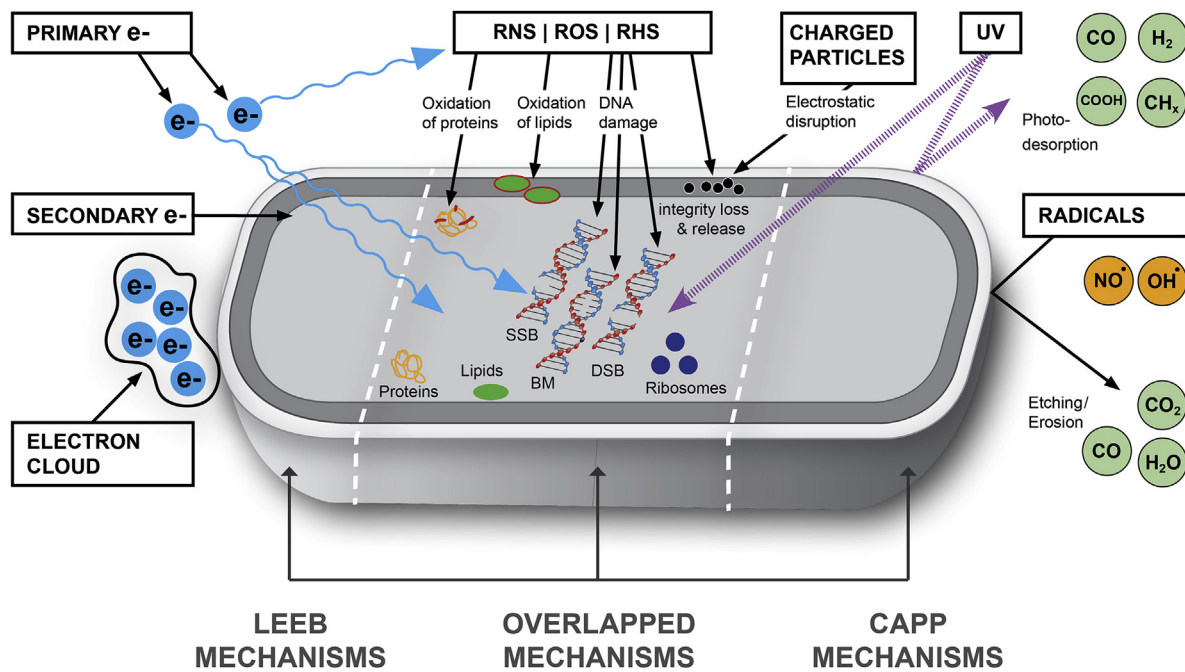 PRIMARY e-
e-
e-
RNS | ROS | RHS
CHARGED
PARTICLES
UV
CO
H₂
COOH
CHₓ
Photo-
desorption
Oxidation
of proteins
Oxidation
of lipids
DNA
damage
Electrostatic
disruption
SECONDARY e-
integrity loss
& release
RADICALS
NO•
OH•
e-
e-
e-
e-
e-
SSB
BM
DSB
Proteins
Lipids
Ribosomes
ELECTRON
CLOUD
Etching/
Erosion
CO₂
CO
H₂O
LEEB
MECHANISMS
OVERLAPPED
MECHANISMS
CAPP
MECHANISMS